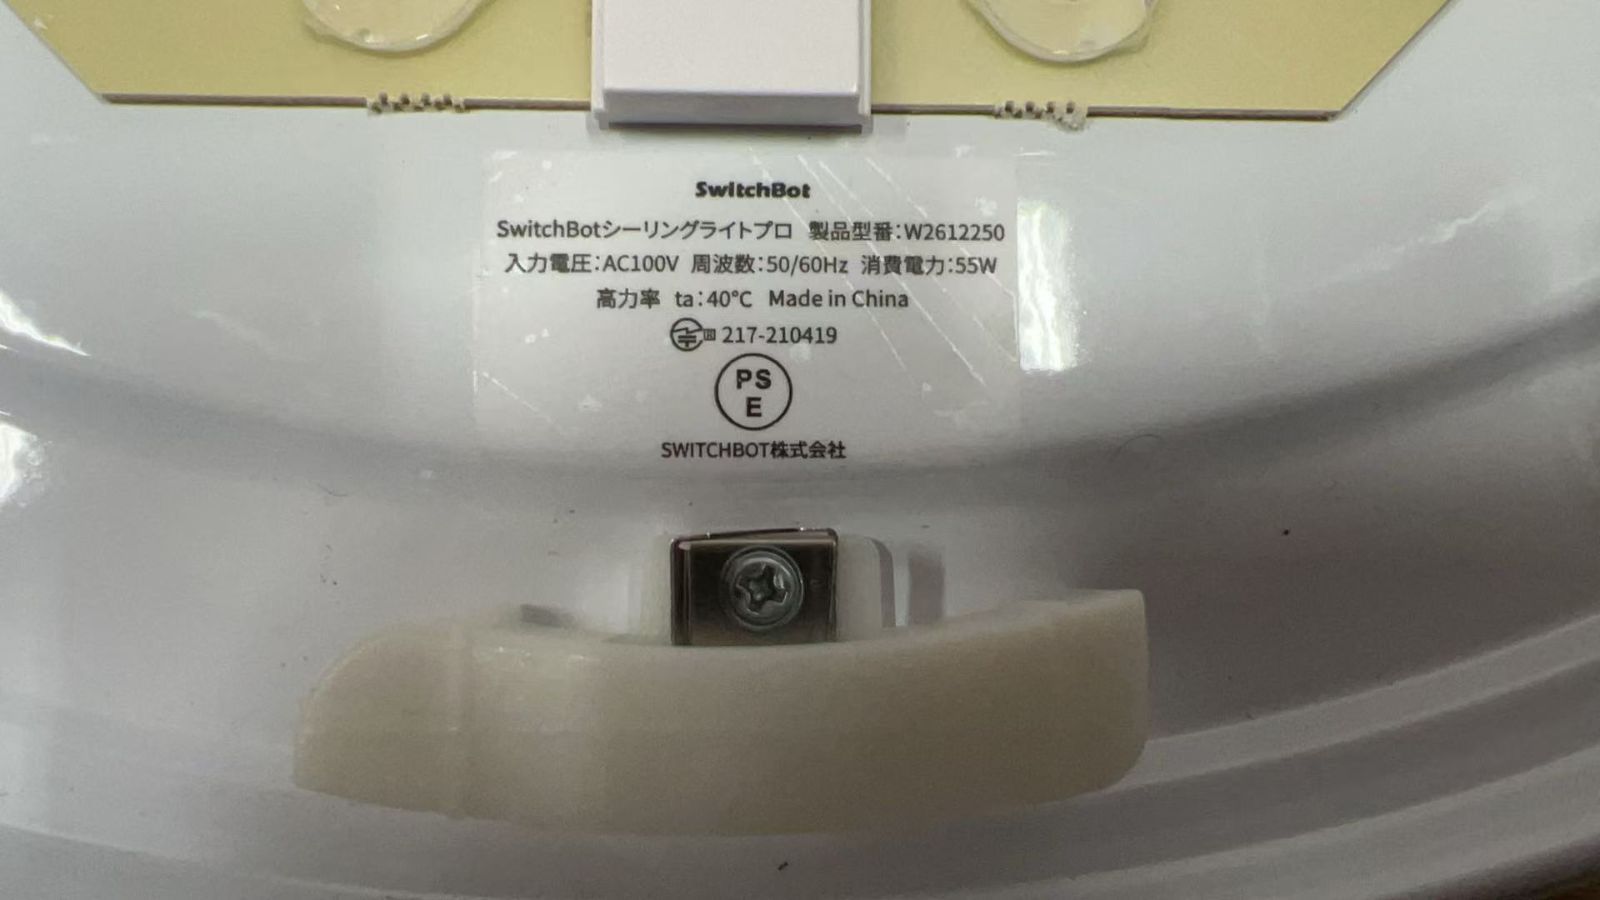 SwitchBot
SwitchBotシーリングライトプロ 製品型番:W2612250
入力電圧:AC100V 周波数:50/60Hz 消費電力:55W
高力率 ta:40℃ Made in China
R 217-210419
PS
E
SWITCHBOT株式会社